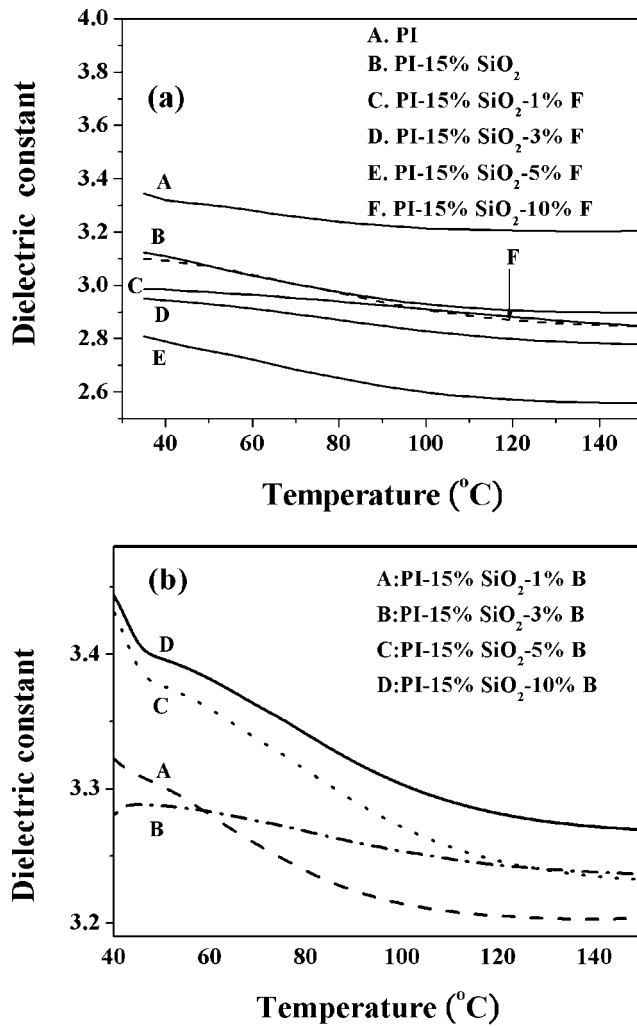 4.0
3.8
3.6
3.4
3.2
3.0
2.8
2.6
Dielectric constant
(a)
A. PI
B. PI-15% SiO₂
C. PI-15% SiO₂-1% F
D. PI-15% SiO₂-3% F
E. PI-15% SiO₂-5% F
F. PI-15% SiO₂-10% F
A
B
F
C
D
E
40 60 80 100 120 140
Temperature (°C)
3.4
3.3
3.2
Dielectric constant
(b)
A:PI-15% SiO₂-1% B
B:PI-15% SiO₂-3% B
C:PI-15% SiO₂-5% B
D:PI-15% SiO₂-10% B
D
C
A
B
40 60 80 100 120 140
Temperature (°C)